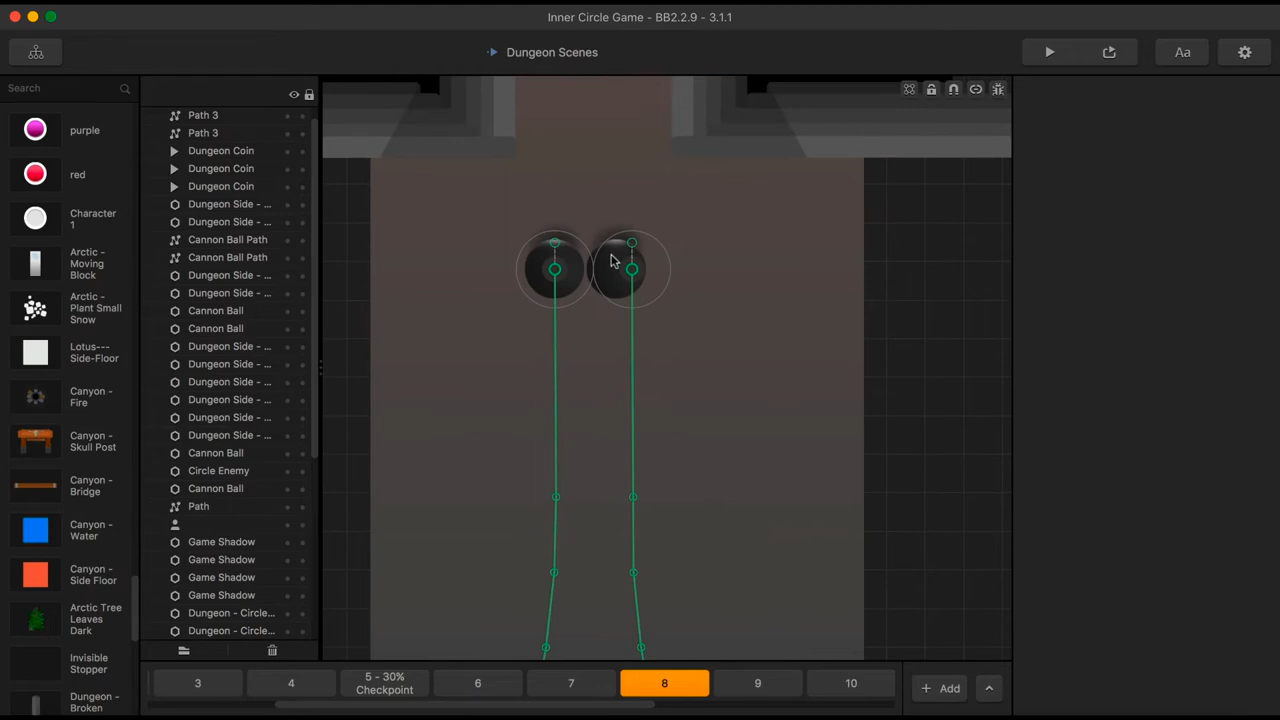 Inner Circle Game - BB2.2.9 - 3.1.1
Dungeon Scenes
Aa
Search
purple
red
Character
1
Arctic -
Moving
Block
Arctic -
Plant Small
Snow
Lotus---
Side-Floor
Canyon -
Fire
Canyon -
Skull Post
Canyon -
Bridge
Canyon -
Water
Canyon -
Side Floor
Arctic Tree
Leaves
Dark
Invisible
Stopper
Dungeon -
Broken
Path 3
Path 3
Dungeon Coin
Dungeon Coin
Dungeon Coin
Dungeon Side - ...
Dungeon Side - ...
Cannon Ball Path
Cannon Ball Path
Dungeon Side - ...
Dungeon Side - ...
Cannon Ball
Cannon Ball
Dungeon Side - ...
Dungeon Side - ...
Dungeon Side - ...
Dungeon Side - ...
Dungeon Side - ...
Dungeon Side - ...
Cannon Ball
Circle Enemy
Cannon Ball
Path
Game Shadow
Game Shadow
Game Shadow
Game Shadow
Dungeon - Circle...
Dungeon - Circle...
3
4
5 - 30%
Checkpoint
6
7
8
9
10
+ Add